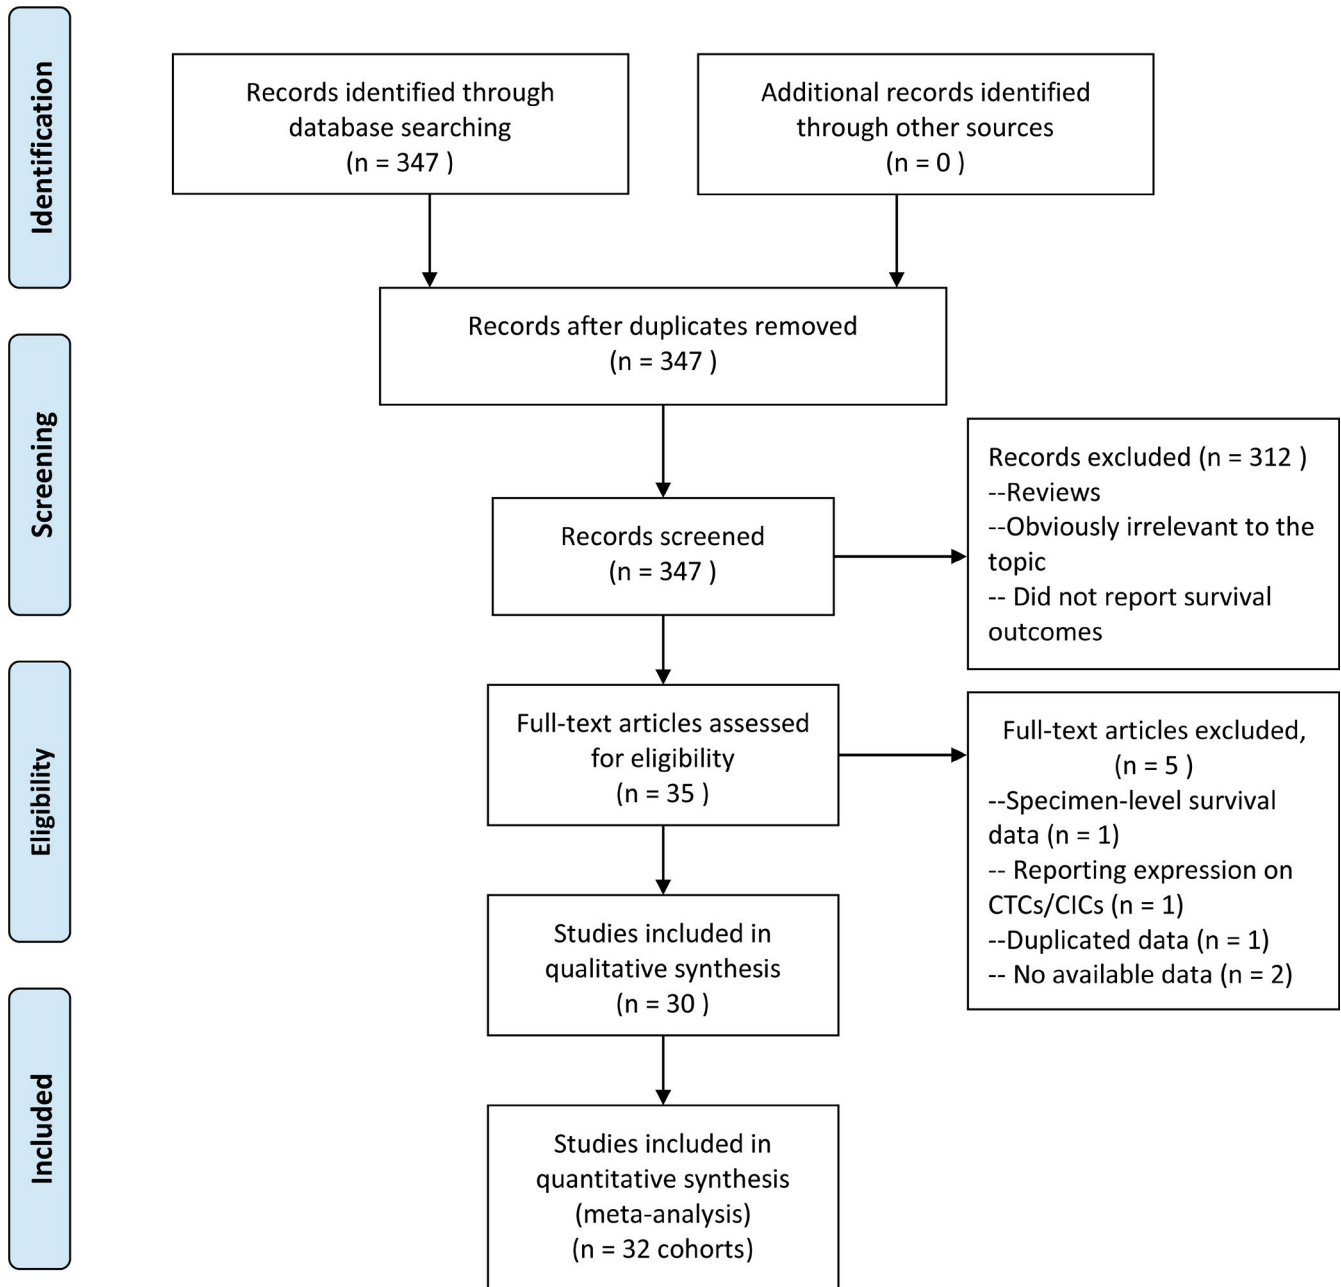 Identification
Records identified through
database searching
(n = 347 )
Additional records identified
through other sources
(n = 0 )
Records after duplicates removed
(n = 347 )
Screening
Records screened
(n = 347 )
Records excluded (n = 312 )
--Reviews
--Obviously irrelevant to the
topic
-- Did not report survival
outcomes
Eligibility
Full-text articles assessed
for eligibility
(n = 35 )
Full-text articles excluded,
(n = 5 )
--Specimen-level survival
data (n = 1)
-- Reporting expression on
CTCs/CICs (n = 1)
--Duplicated data (n = 1)
-- No available data (n = 2)
Studies included in
qualitative synthesis
(n = 30 )
Included
Studies included in
quantitative synthesis
(meta-analysis)
(n = 32 cohorts)